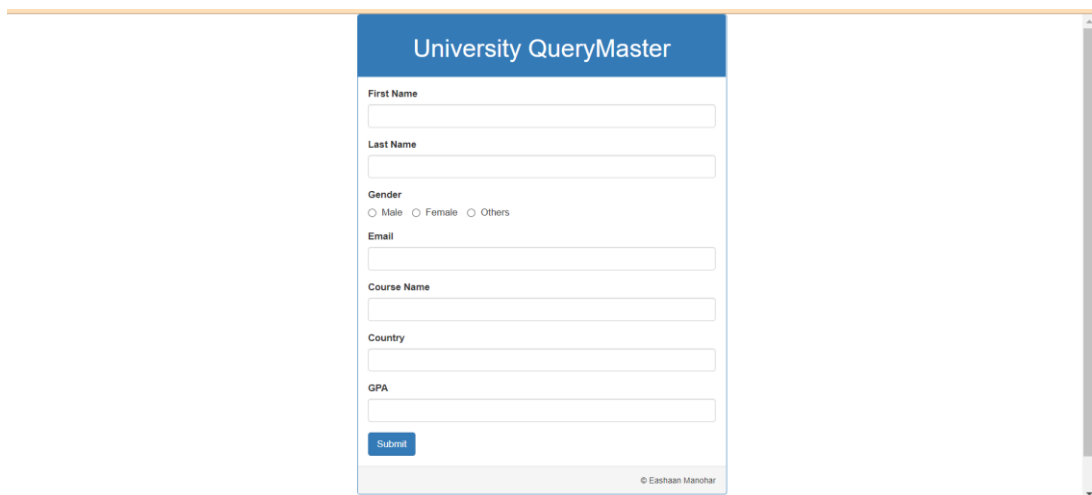 University QueryMaster
First Name
Last Name
Gender
Male Female Others
Email
Course Name
Country
GPA
Submit
© Eashaan Manohar